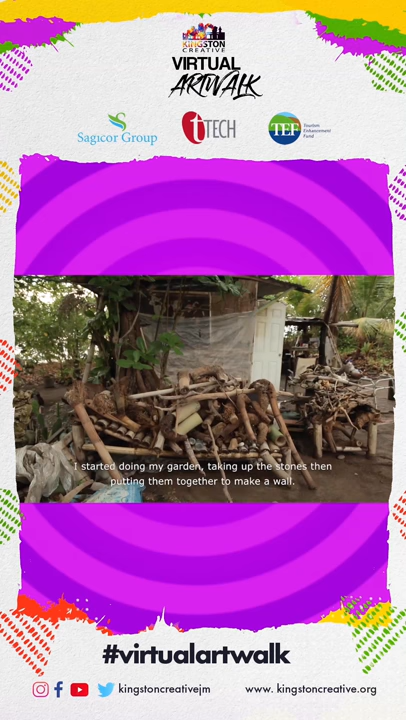 KINGSTON
CREATIVE
VIRTUAL
ARTWALK
Sagicor Group
tTECH
TEF
Tourism
Enhancement
Fund
I started doing my garden, taking up the stones then
putting them together to make a wall.
#virtualartwalk
kingstoncreativejm
www. kingstoncreative.org